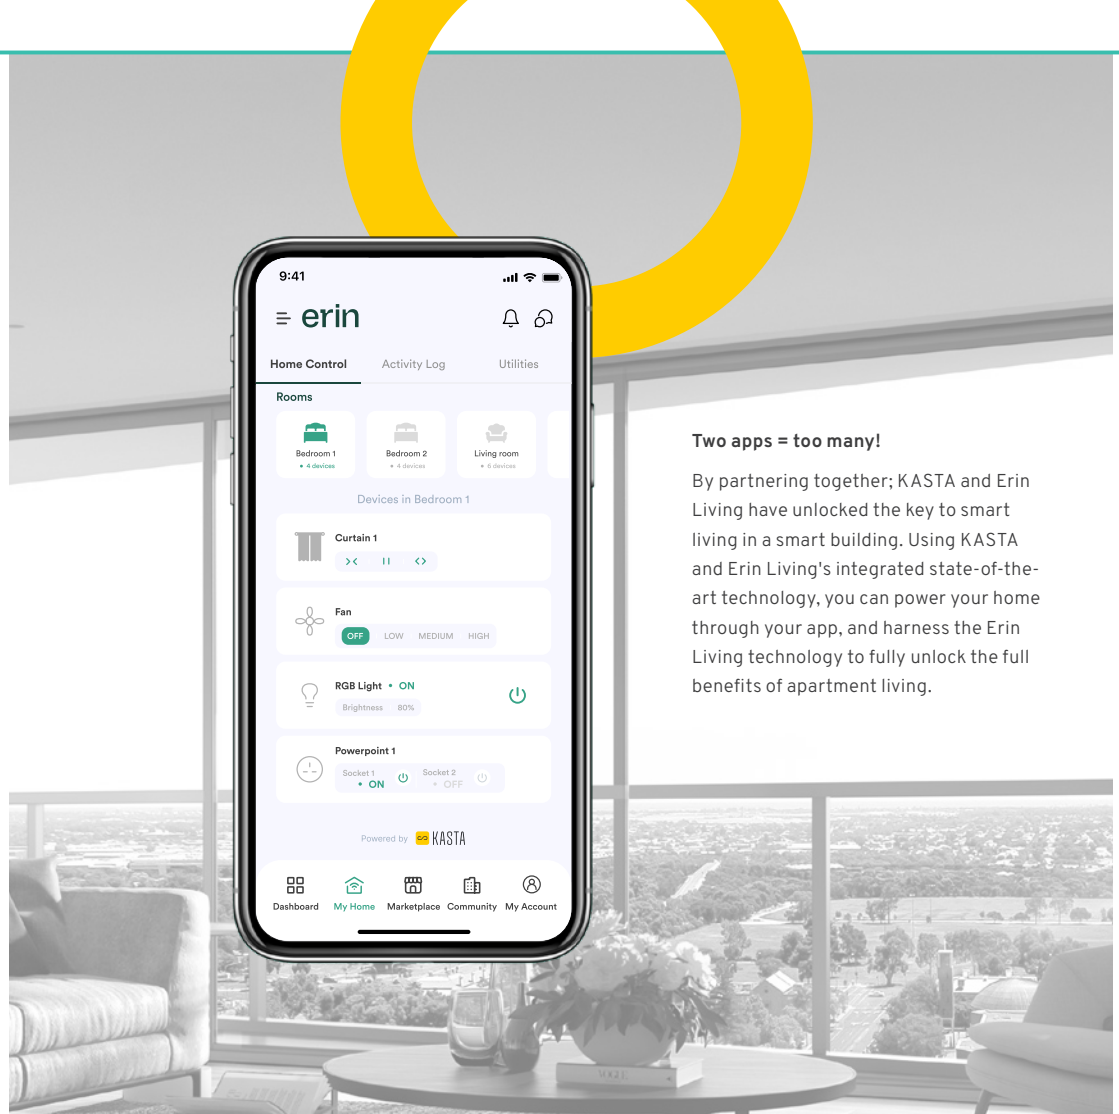 9:41
erin
Home Control Activity Log Utilities
Rooms
Bedroom 1 Bedroom 2 Living room
• 4 devices • 4 devices • 6 devices
Devices in Bedroom 1
Curtain 1
Fan
OFF LOW MEDIUM HIGH
RGB Light • ON
Brightness 80%
Powerpoint 1
Socket 1 Socket 2
• ON • OFF
Powered by KASTA
Dashboard My Home Marketplace Community My Account
Two apps = too many!
By partnering together; KASTA and Erin
Living have unlocked the key to smart
living in a smart building. Using KASTA
and Erin Living's integrated state-of-the-
art technology, you can power your home
through your app, and harness the Erin
Living technology to fully unlock the full
benefits of apartment living.
VOGUE